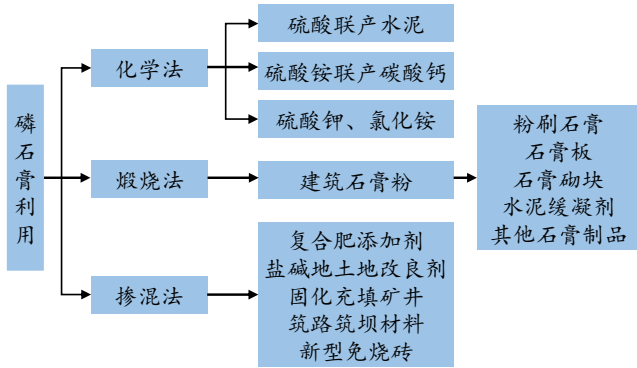 磷石膏利用
化学法
硫酸联产水泥
硫酸铵联产碳酸钙
硫酸钾、氯化铵
煅烧法
建筑石膏粉
粉刷石膏
石膏板
石膏砌块
水泥缓凝剂
其他石膏制品
掺混法
复合肥添加剂
盐碱地土地改良剂
固化充填矿井
筑路筑坝材料
新型免烧砖